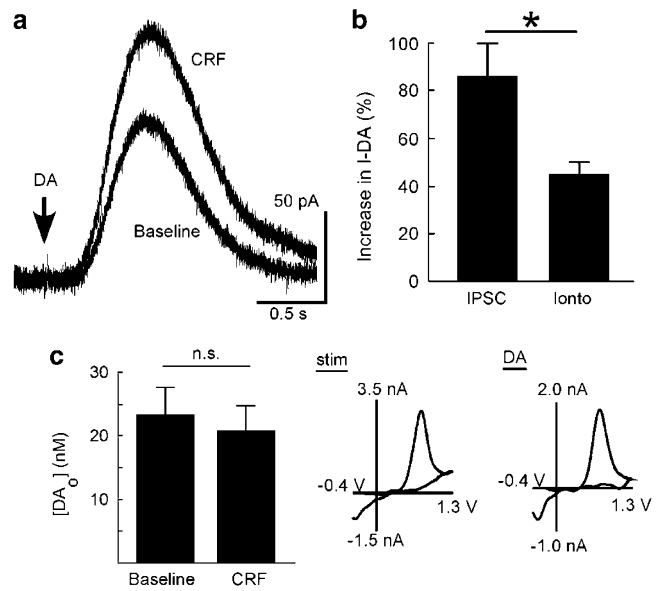 a
CRF
DA
Baseline
50 pA
0.5 s
b
*
Increase in I-DA (%)
100
80
60
40
20
0
IPSC
Ionto
c
n.s.
[DAo] (nM)
30
20
10
Baseline
CRF
stim
3.5 nA
-0.4 V
1.3 V
-1.5 nA
DA
2.0 nA
-0.4 V
1.3 V
-1.0 nA